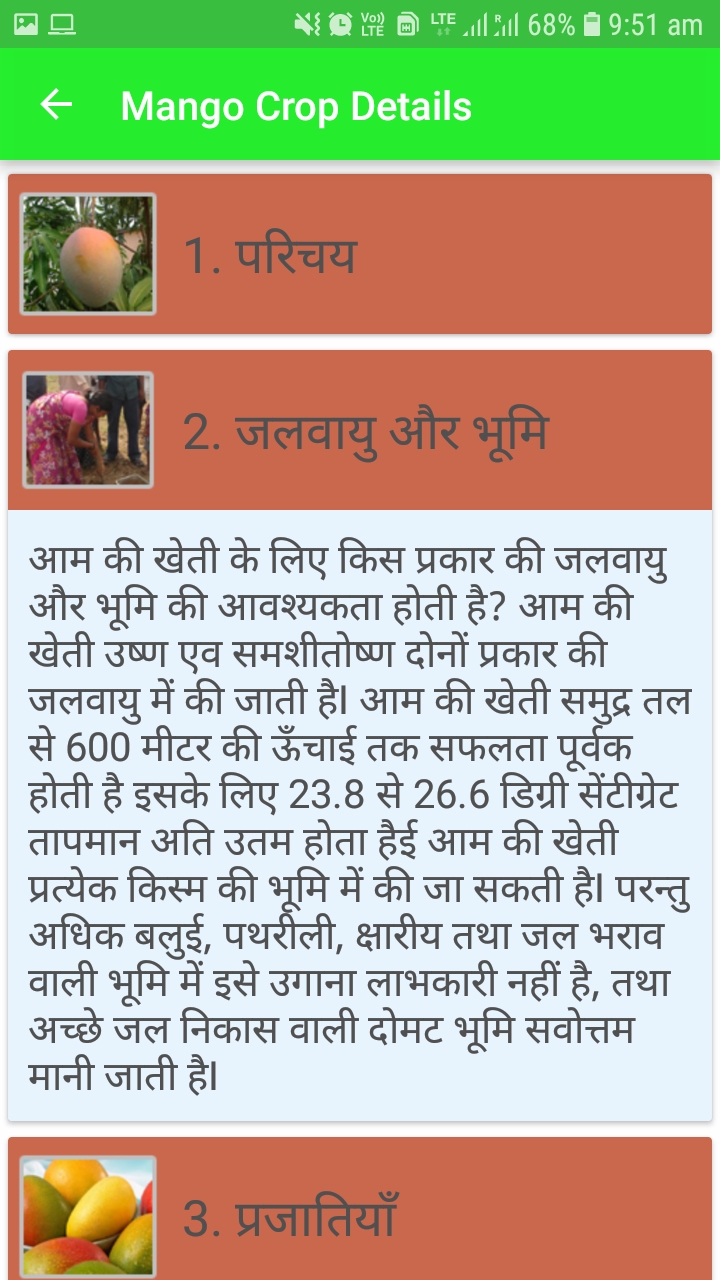 Vo))
LTE
LTE
R
68%
9:51 am
Mango Crop Details
1. परिचय
2. जलवायु और भूमि
आम की खेती के लिए किस प्रकार की जलवायु
और भूमि की आवश्यकता होती है? आम की
खेती उष्ण एव समशीतोष्ण दोनों प्रकार की
जलवायु में की जाती है| आम की खेती समुद्र तल
से 600 मीटर की ऊँचाई तक सफलता पूर्वक
होती है इसके लिए 23.8 से 26.6 डिग्री सेंटीग्रेट
तापमान अति उतम होता हैई आम की खेती
प्रत्येक किस्म की भूमि में की जा सकती है| परन्तु
अधिक बलुई, पथरीली, क्षारीय तथा जल भराव
वाली भूमि में इसे उगाना लाभकारी नहीं है, तथा
अच्छे जल निकास वाली दोमट भूमि सवोत्तम
मानी जाती है|
3. प्रजातियाँ